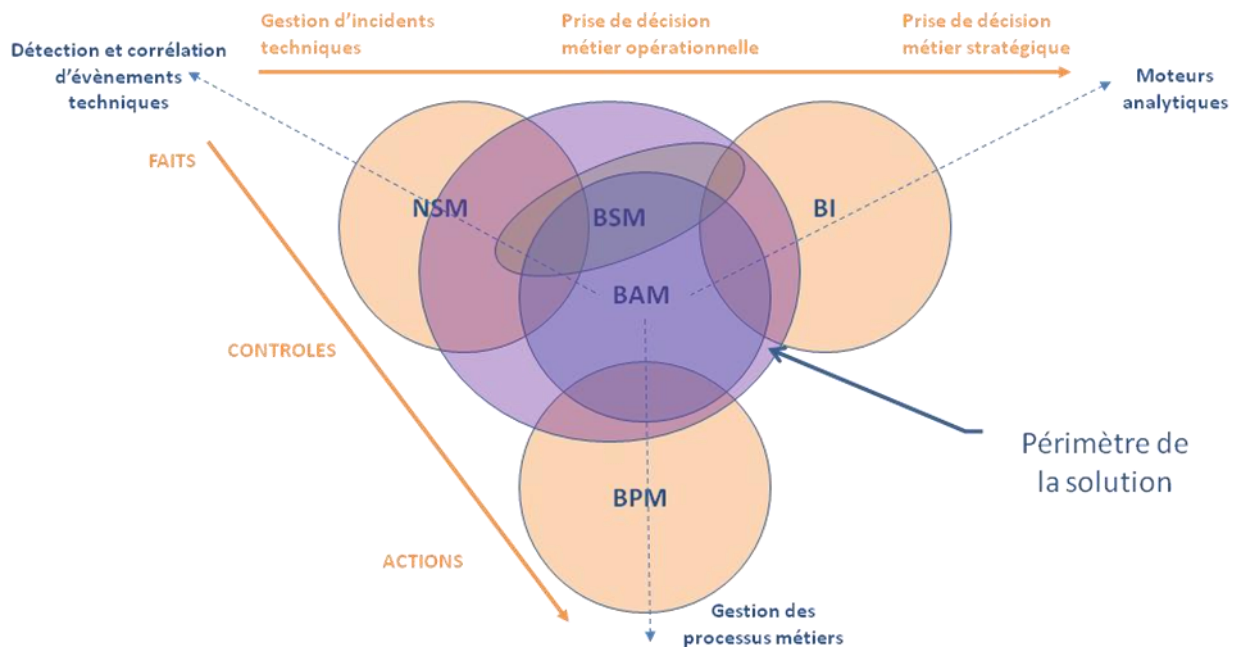 Gestion d'incidents
techniques
Prise de décision
métier opérationnelle
Prise de décision
métier stratégique
Détection et corrélation
d'évènements
techniques
Moteurs
analytiques
FAITS
NSM
BSM
BI
BAM
CONTROLES
Périmètre de
la solution
BPM
ACTIONS
Gestion des
processus métiers